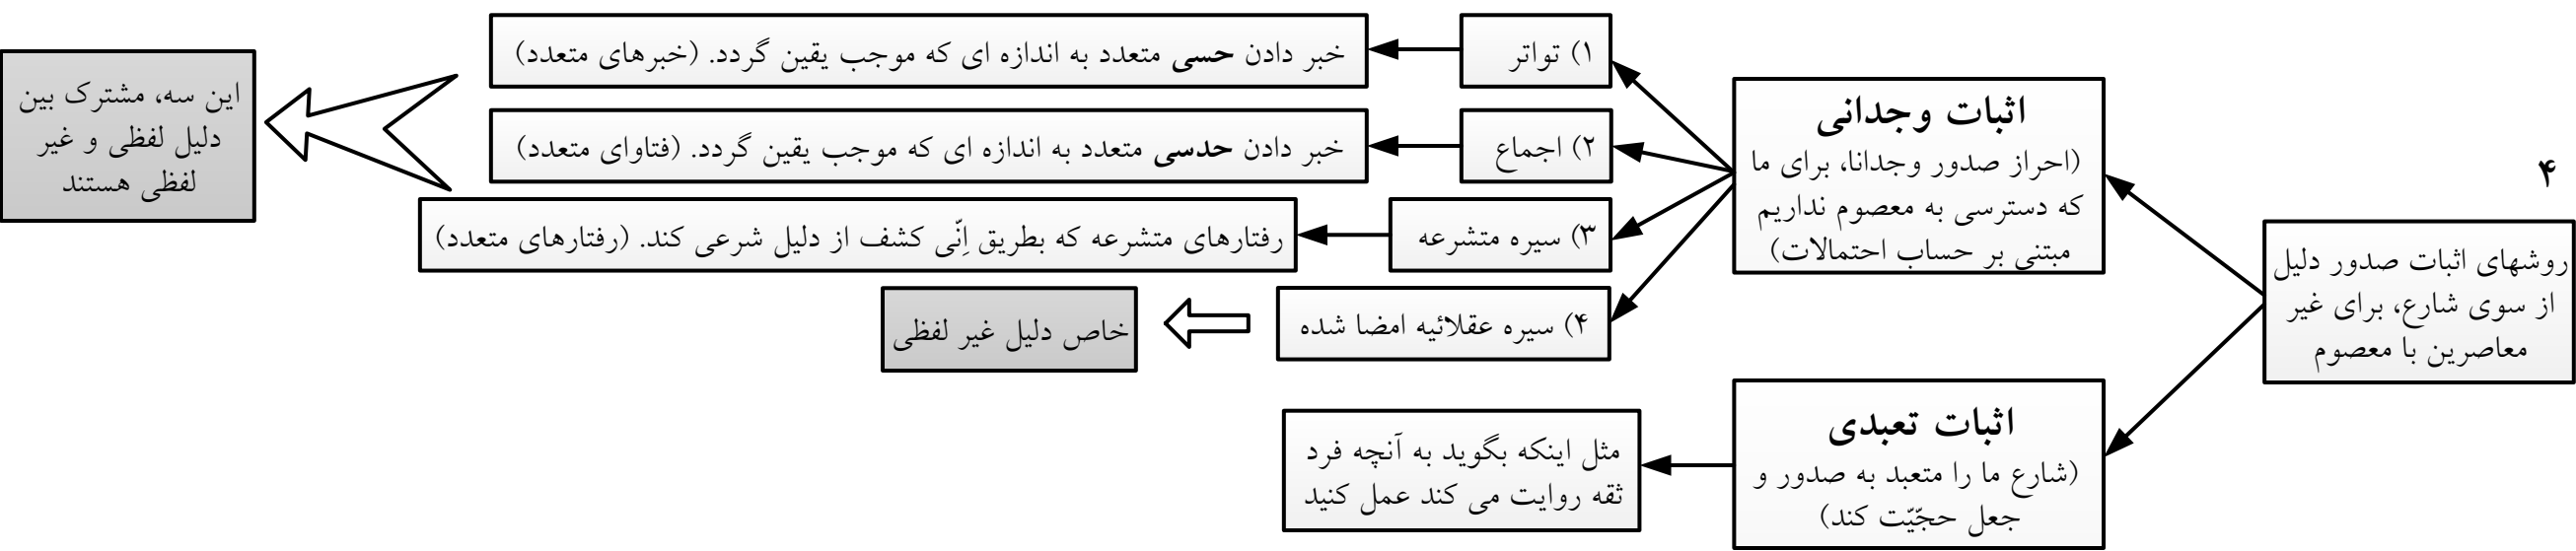 ۴
روشهای اثبات صدور دلیل
از سوی شارع، برای غیر
معاصرین با معصوم
اثبات وجدانی
(احراز صدور وجدانا، برای ما
که دسترسی به معصوم نداریم
مبتنی بر حساب احتمالات)
۱) تواتر
خبر دادن حسی متعدد به اندازه ای که موجب یقین گردد. (خبرهای متعدد)
۲) اجماع
خبر دادن حدسی متعدد به اندازه ای که موجب یقین گردد. (فتاوای متعدد)
۳) سیره متشرعه
رفتارهای متشرعه که بطریق اِنّی کشف از دلیل شرعی کند. (رفتارهای متعدد)
این سه، مشترک بین
دلیل لفظی و غیر
لفظی هستند
۴) سیره عقلائیه امضا شده
خاص دلیل غیر لفظی
اثبات تعبدی
(شارع ما را متعبد به صدور و
جعل حجّیّت کند)
مثل اینکه بگوید به آنچه فرد
ثقه روایت می کند عمل کنید